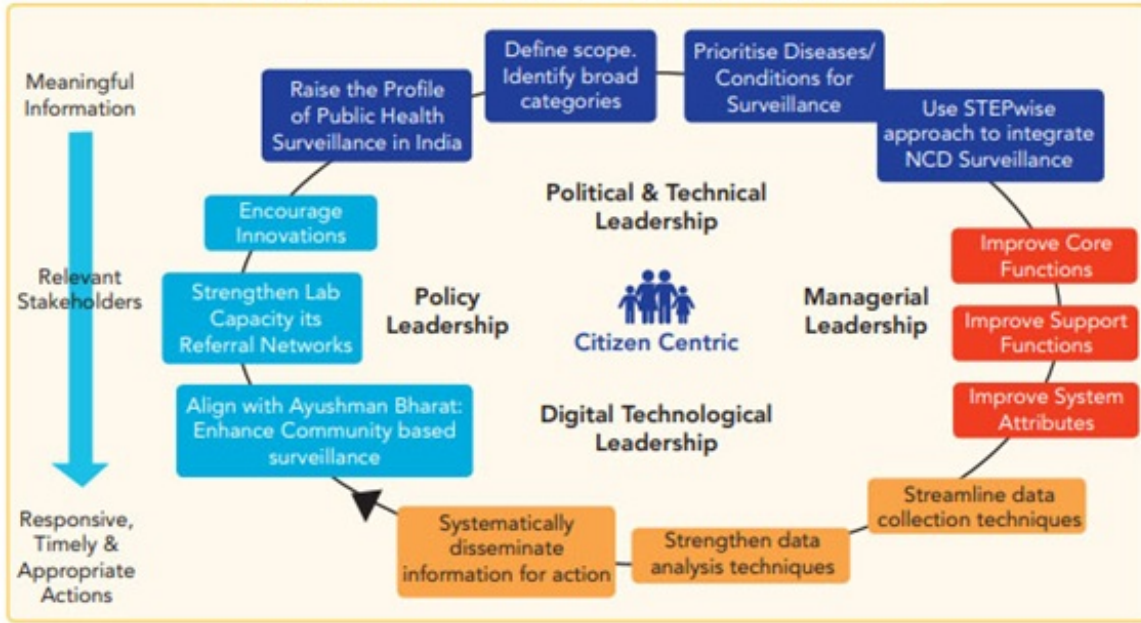 Meaningful
Information
Relevant
Stakeholders
Responsive,
Timely &
Appropriate
Actions
Raise the Profile
of Public Health
Surveillance in India
Define scope.
Identify broad
categories
Prioritise Diseases/
Conditions for
Surveillance
Use STEPwise
approach to integrate
NCD Surveillance
Political & Technical
Leadership
Encourage
Innovations
Strengthen Lab
Capacity its
Referral Networks
Align with Ayushman Bharat:
Enhance Community based
surveillance
Policy
Leadership
Citizen Centric
Managerial
Leadership
Improve Core
Functions
Improve Support
Functions
Improve System
Attributes
Digital Technological
Leadership
Streamline data
collection techniques
Strengthen data
analysis techniques
Systematically
disseminate
information for action